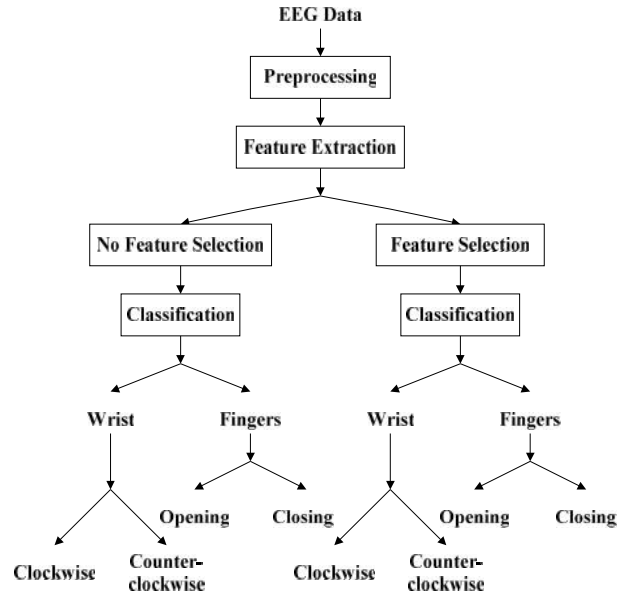 EEG Data
Preprocessing
Feature Extraction
No Feature Selection
Feature Selection
Classification
Classification
Wrist
Fingers
Wrist
Fingers
Opening
Closing
Opening
Closing
Clockwise
Counter-
clockwise
Clockwise
Counter-
clockwise